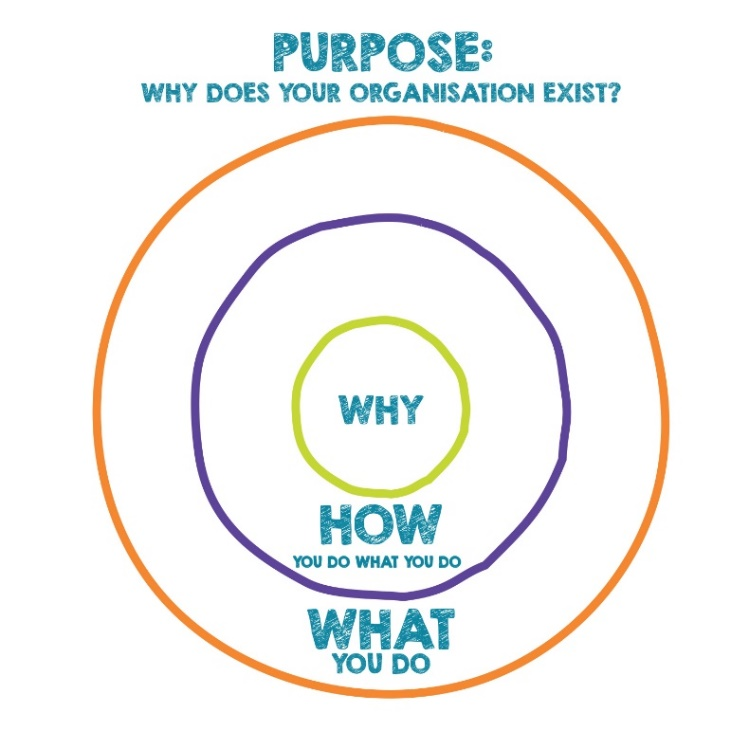 PURPOSE:
WHY DOES YOUR ORGANISATION EXIST?
WHY
HOW
YOU DO WHAT YOU DO
WHAT
YOU DO